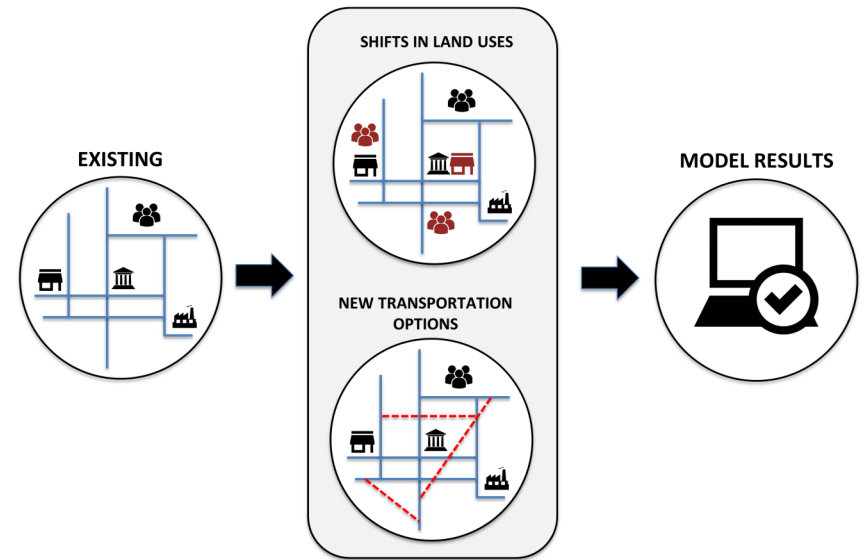 EXISTING
SHIFTS IN LAND USES
NEW TRANSPORTATION
OPTIONS
MODEL RESULTS